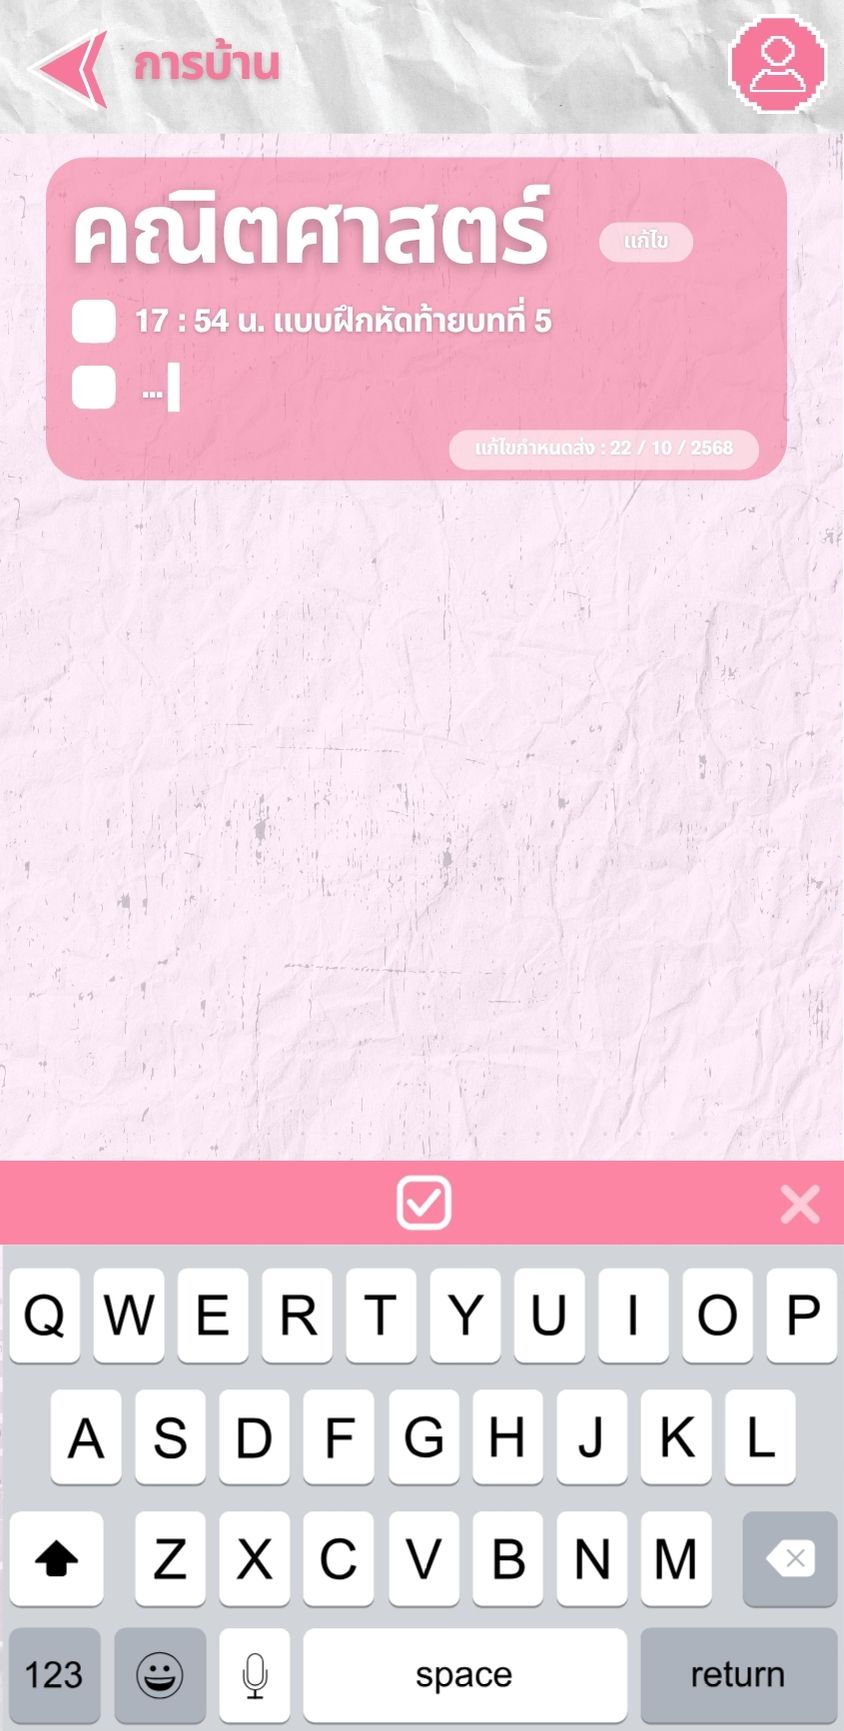 การบ้าน
คณิตศาสตร์
แก้ไข
17 : 54 น. แบบฝึกหัดท้ายบทที่ 5
...
แก้ไขกำหนดส่ง : 22 / 10 / 2568
Q W E R T Y U I O P
A S D F G H J K L
Z X C V B N M
123 space return